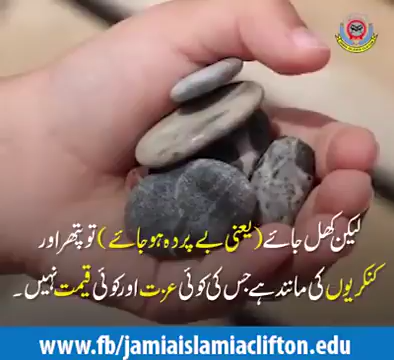 لیکن کھل جائے (یعنی بے پردہ ہو جائے) تو پتھر اور
کنکریوں کی مانند ہے جس کی کوئی عزت اور کوئی قیمت نہیں۔
www.fb/jamiaislamiaclifton.edu